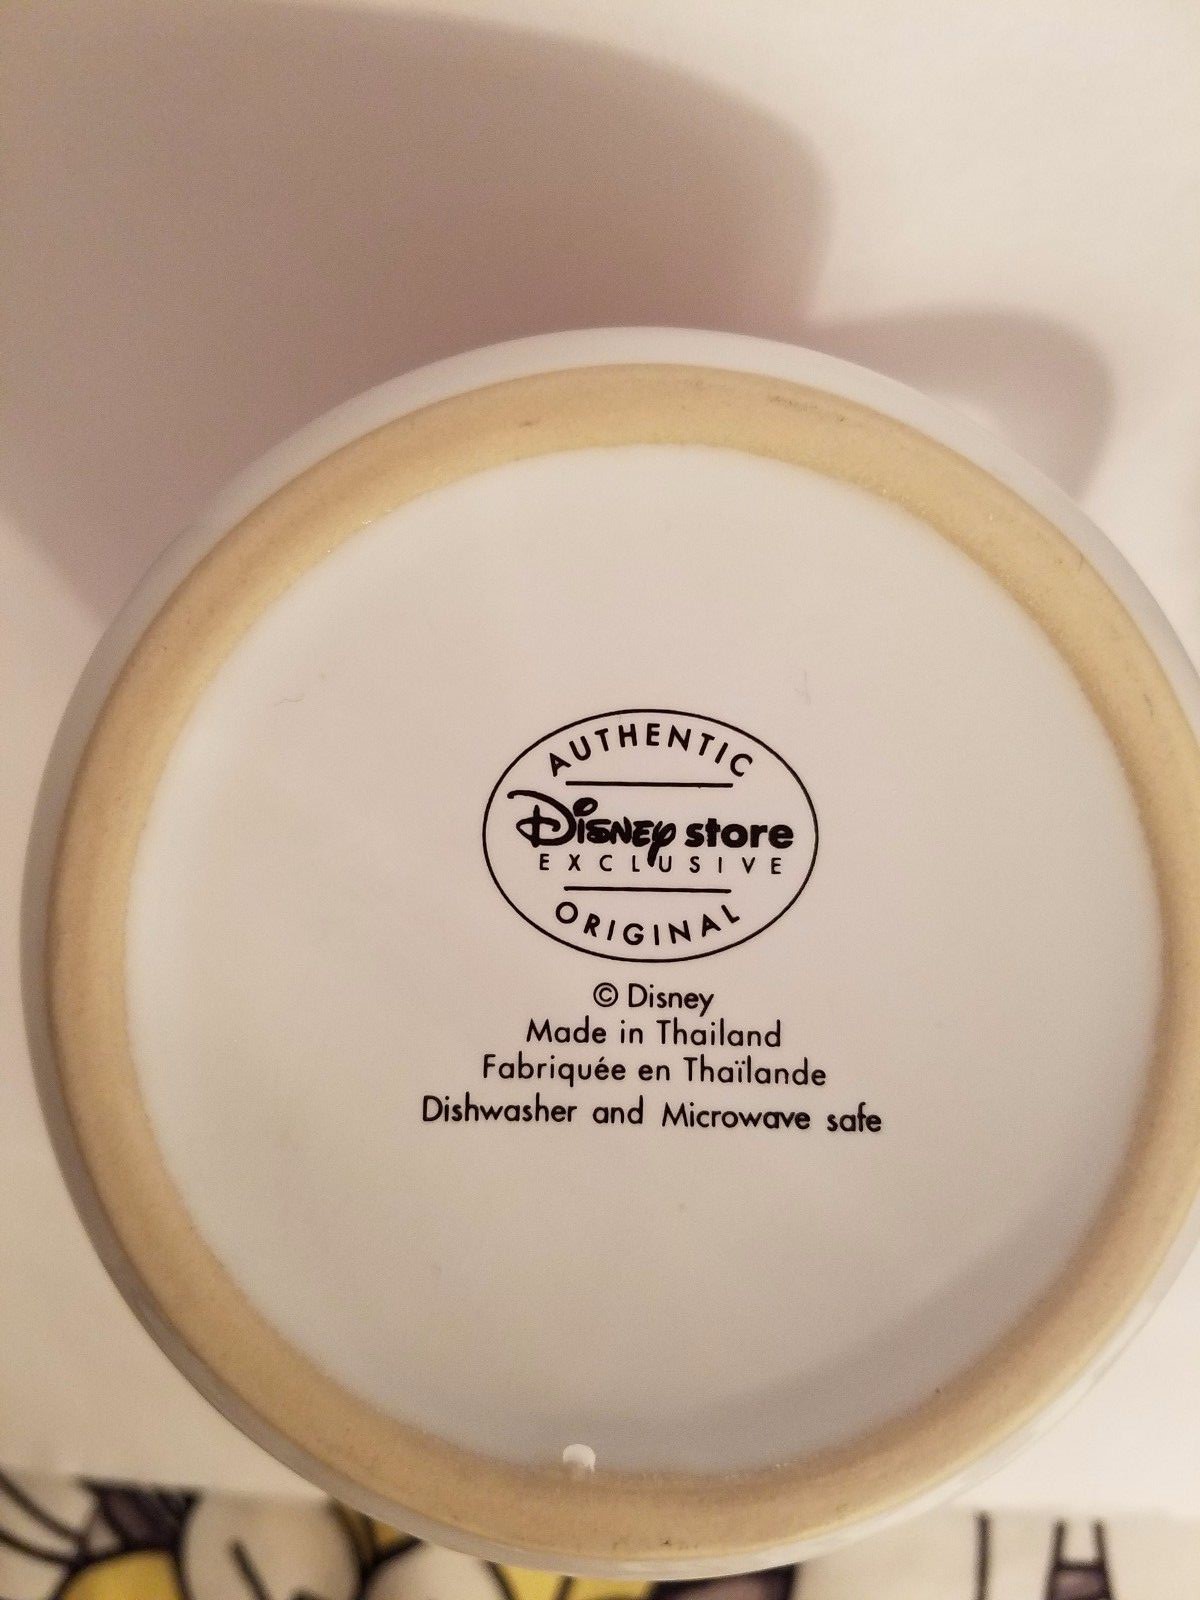 AUTHENTIC
Disney store
EXCLUSIVE
ORIGINAL
© Disney
Made in Thailand
Fabriquée en Thaïlande
Dishwasher and Microwave safe